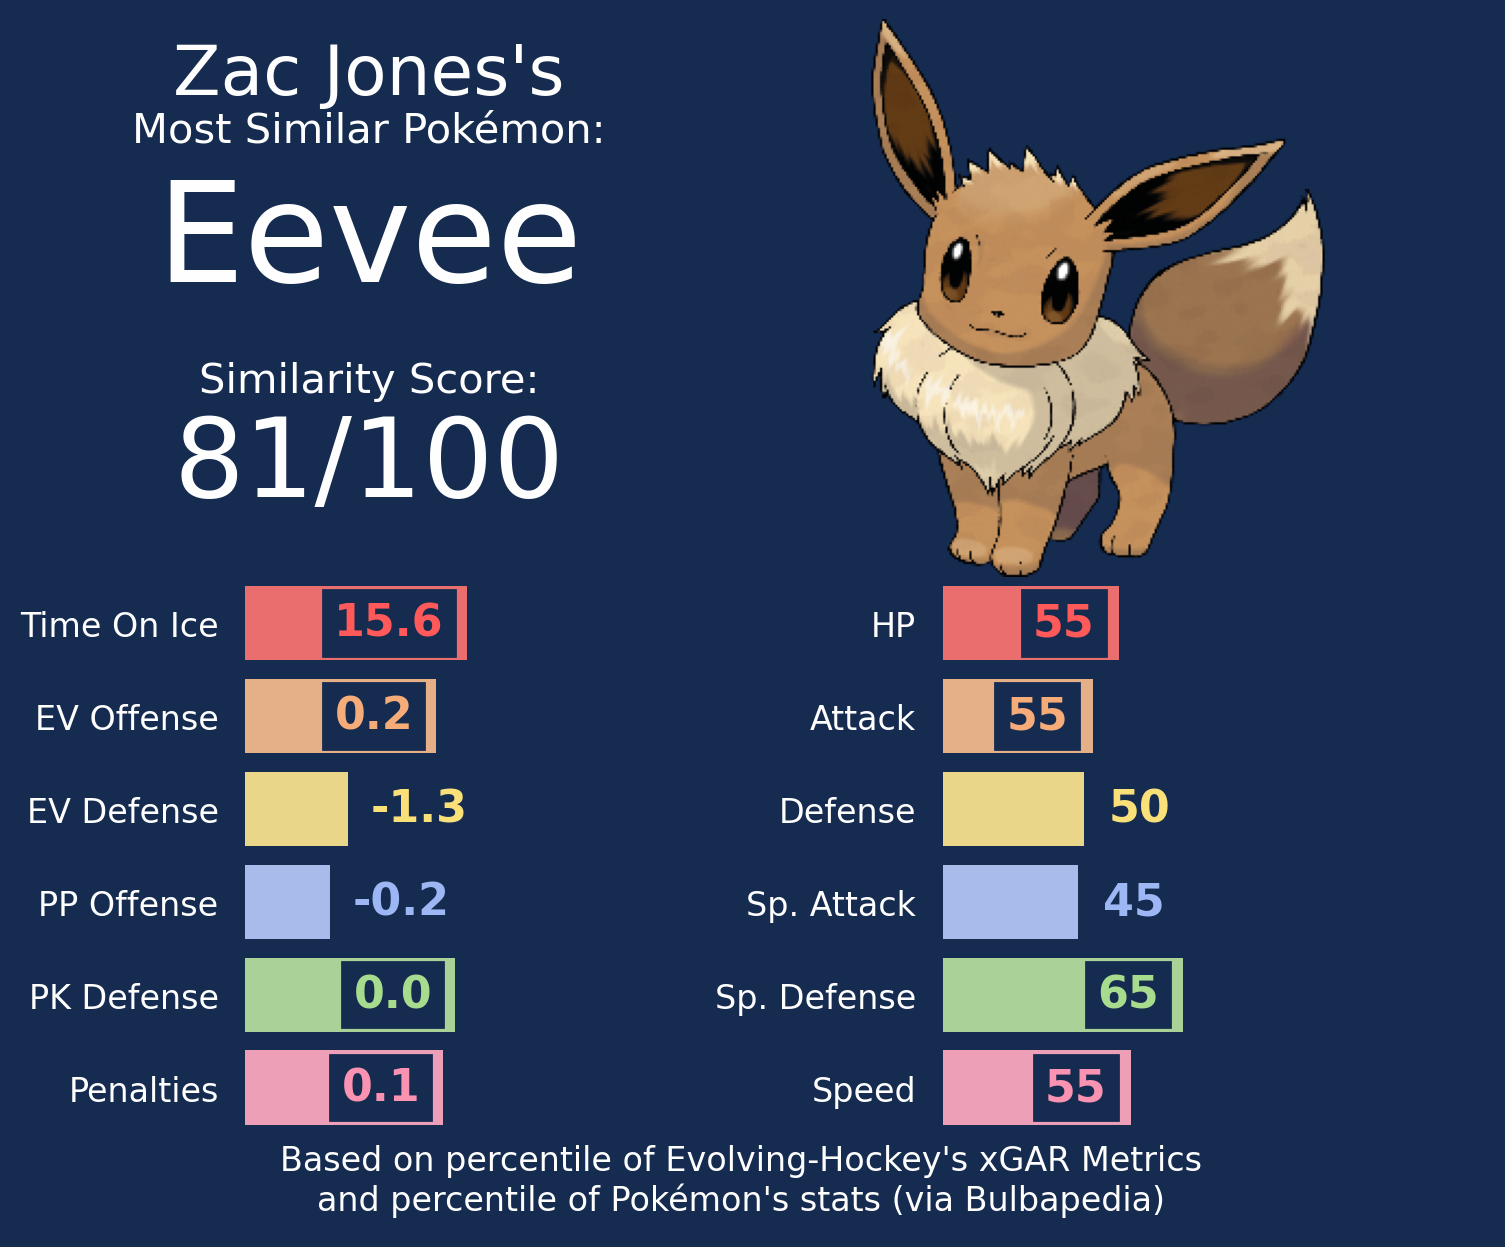 Zac Jones's
Most Similar Pokémon:
Eevee
Similarity Score:
81/100
Time On Ice 15.6
EV Offense 0.2
EV Defense -1.3
PP Offense -0.2
PK Defense 0.0
Penalties 0.1
HP 55
Attack 55
Defense 50
Sp. Attack 45
Sp. Defense 65
Speed 55
Based on percentile of Evolving-Hockey's xGAR Metrics
and percentile of Pokémon's stats (via Bulbapedia)